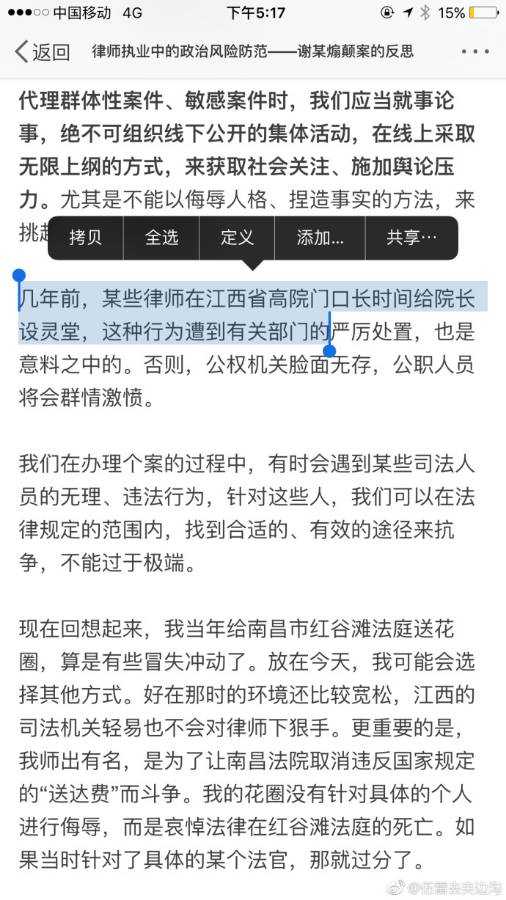 中国移动 4G 下午5:17 15%
返回 律师执业中的政治风险防范——谢某煽颠案的反思
代理群体性案件、敏感案件时，我们应当就事论
事，绝不可组织线下公开的集体活动，在线上采取
无限上纲的方式，来获取社会关注、施加舆论压
力。尤其是不能以侮辱人格、捏造事实的方法，来
挑起
拷贝 全选 定义 添加... 共享...
几年前，某些律师在江西省高院门口长时间给院长
设灵堂，这种行为遭到有关部门的严厉处置，也是
意料之中的。否则，公权机关脸面无存，公职人员
将会群情激愤。
我们在办理个案的过程中，有时会遇到某些司法人
员的无理、违法行为，针对这些人，我们可以在法
律规定的范围内，找到合适的、有效的途径来抗
争，不能过于极端。
现在回想起来，我当年给南昌市红谷滩法庭送花
圈，算是有些冒失冲动了。放在今天，我可能会选
择其他方式。好在那时的环境还比较宽松，江西的
司法机关轻易也不会对律师下狠手。更重要的是，
我师出有名，是为了让南昌法院取消违反国家规定
的“送达费”而斗争。我的花圈没有针对具体的个人
进行侮辱，而是哀悼法律在红谷滩法庭的死亡。如
果当时针对了具体的某个法官，那就过分了。
@伍雷去夹边沟